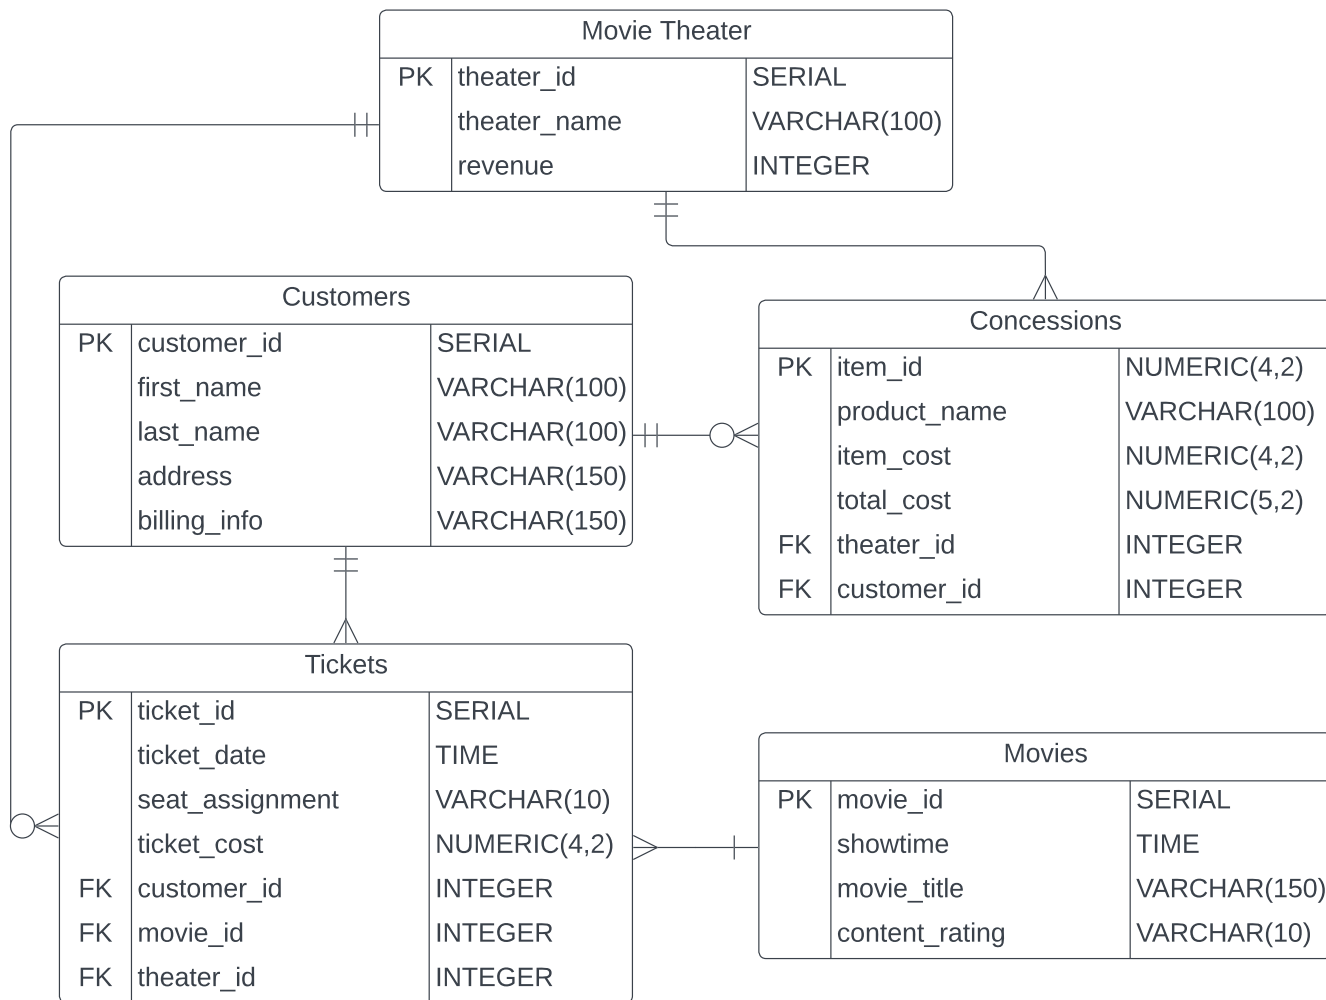 Movie Theater
PK theater_id SERIAL
theater_name VARCHAR(100)
revenue INTEGER
Customers
PK customer_id SERIAL
first_name VARCHAR(100)
last_name VARCHAR(100)
address VARCHAR(150)
billing_info VARCHAR(150)
Concessions
PK item_id NUMERIC(4,2)
product_name VARCHAR(100)
item_cost NUMERIC(4,2)
total_cost NUMERIC(5,2)
FK theater_id INTEGER
FK customer_id INTEGER
Tickets
PK ticket_id SERIAL
ticket_date TIME
seat_assignment VARCHAR(10)
ticket_cost NUMERIC(4,2)
FK customer_id INTEGER
FK movie_id INTEGER
FK theater_id INTEGER
Movies
PK movie_id SERIAL
showtime TIME
movie_title VARCHAR(150)
content_rating VARCHAR(10)